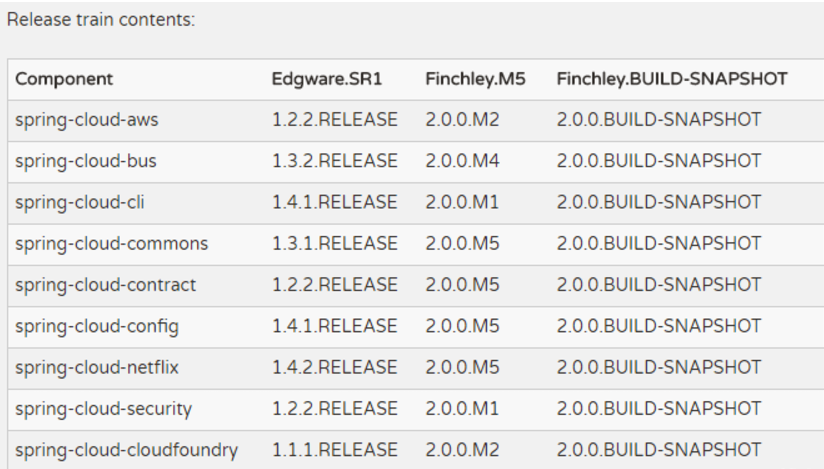 Release train contents:
Component Edgware.SR1 Finchley.M5 Finchley.BUILD-SNAPSHOT
spring-cloud-aws 1.2.2.RELEASE 2.0.0.M2 2.0.0.BUILD-SNAPSHOT
spring-cloud-bus 1.3.2.RELEASE 2.0.0.M4 2.0.0.BUILD-SNAPSHOT
spring-cloud-cli 1.4.1.RELEASE 2.0.0.M1 2.0.0.BUILD-SNAPSHOT
spring-cloud-commons 1.3.1.RELEASE 2.0.0.M5 2.0.0.BUILD-SNAPSHOT
spring-cloud-contract 1.2.2.RELEASE 2.0.0.M5 2.0.0.BUILD-SNAPSHOT
spring-cloud-config 1.4.1.RELEASE 2.0.0.M5 2.0.0.BUILD-SNAPSHOT
spring-cloud-netflix 1.4.2.RELEASE 2.0.0.M5 2.0.0.BUILD-SNAPSHOT
spring-cloud-security 1.2.2.RELEASE 2.0.0.M1 2.0.0.BUILD-SNAPSHOT
spring-cloud-cloudfoundry 1.1.1.RELEASE 2.0.0.M2 2.0.0.BUILD-SNAPSHOT